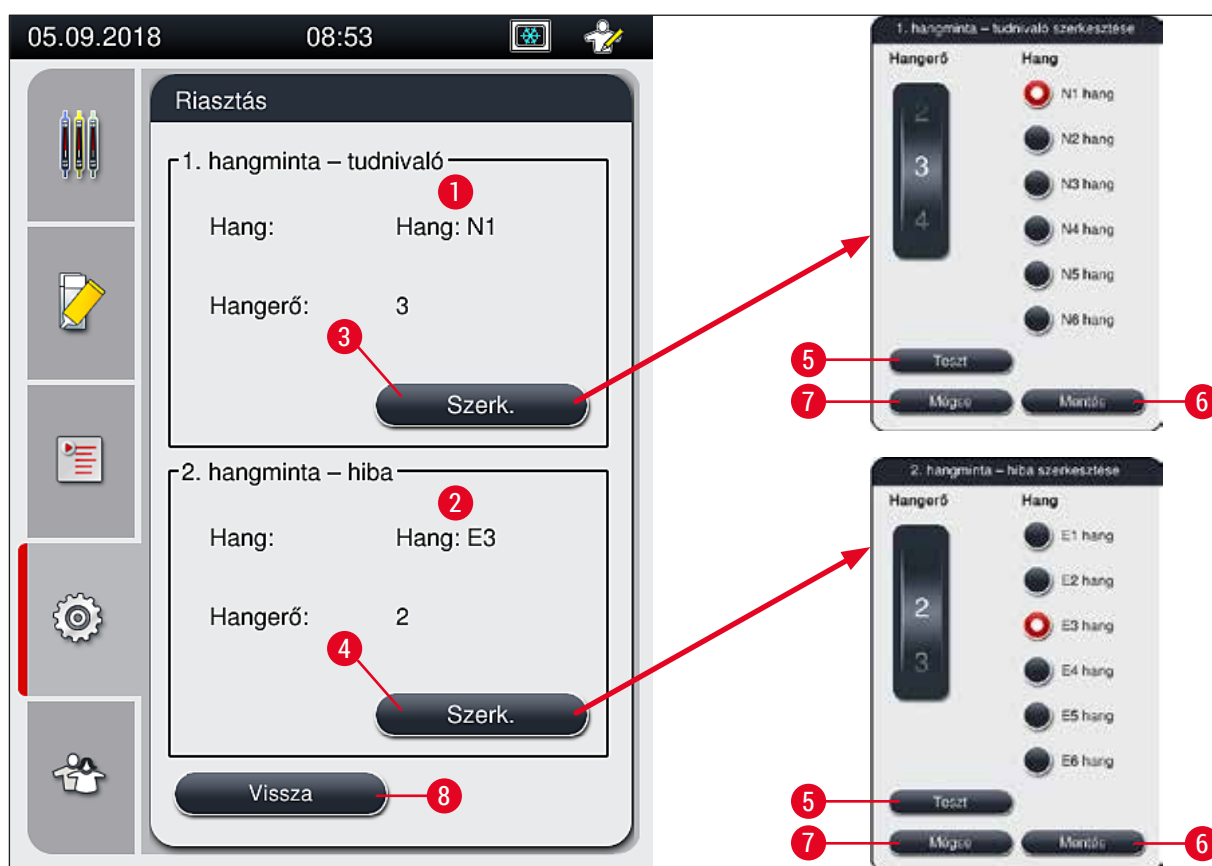 05.09.2018 08:53
Riasztás
1. hangminta – tudnivaló
1
Hang: Hang: N1
Hangerő: 3
3
Szerk.
2. hangminta – hiba
2
Hang: Hang: E3
Hangerő: 2
4
Szerk.
Vissza
8
1. hangminta – tudnivaló szerkesztése
Hangerő Hang
2
3
4
N1 hang
N2 hang
N3 hang
N4 hang
N5 hang
N6 hang
5
Teszt
7
Mégse
Mentés
6
2. hangminta – hiba szerkesztése
Hangerő Hang
2
3
E1 hang
E2 hang
E3 hang
E4 hang
E5 hang
E6 hang
5
Teszt
7
Mégse
Mentés
6